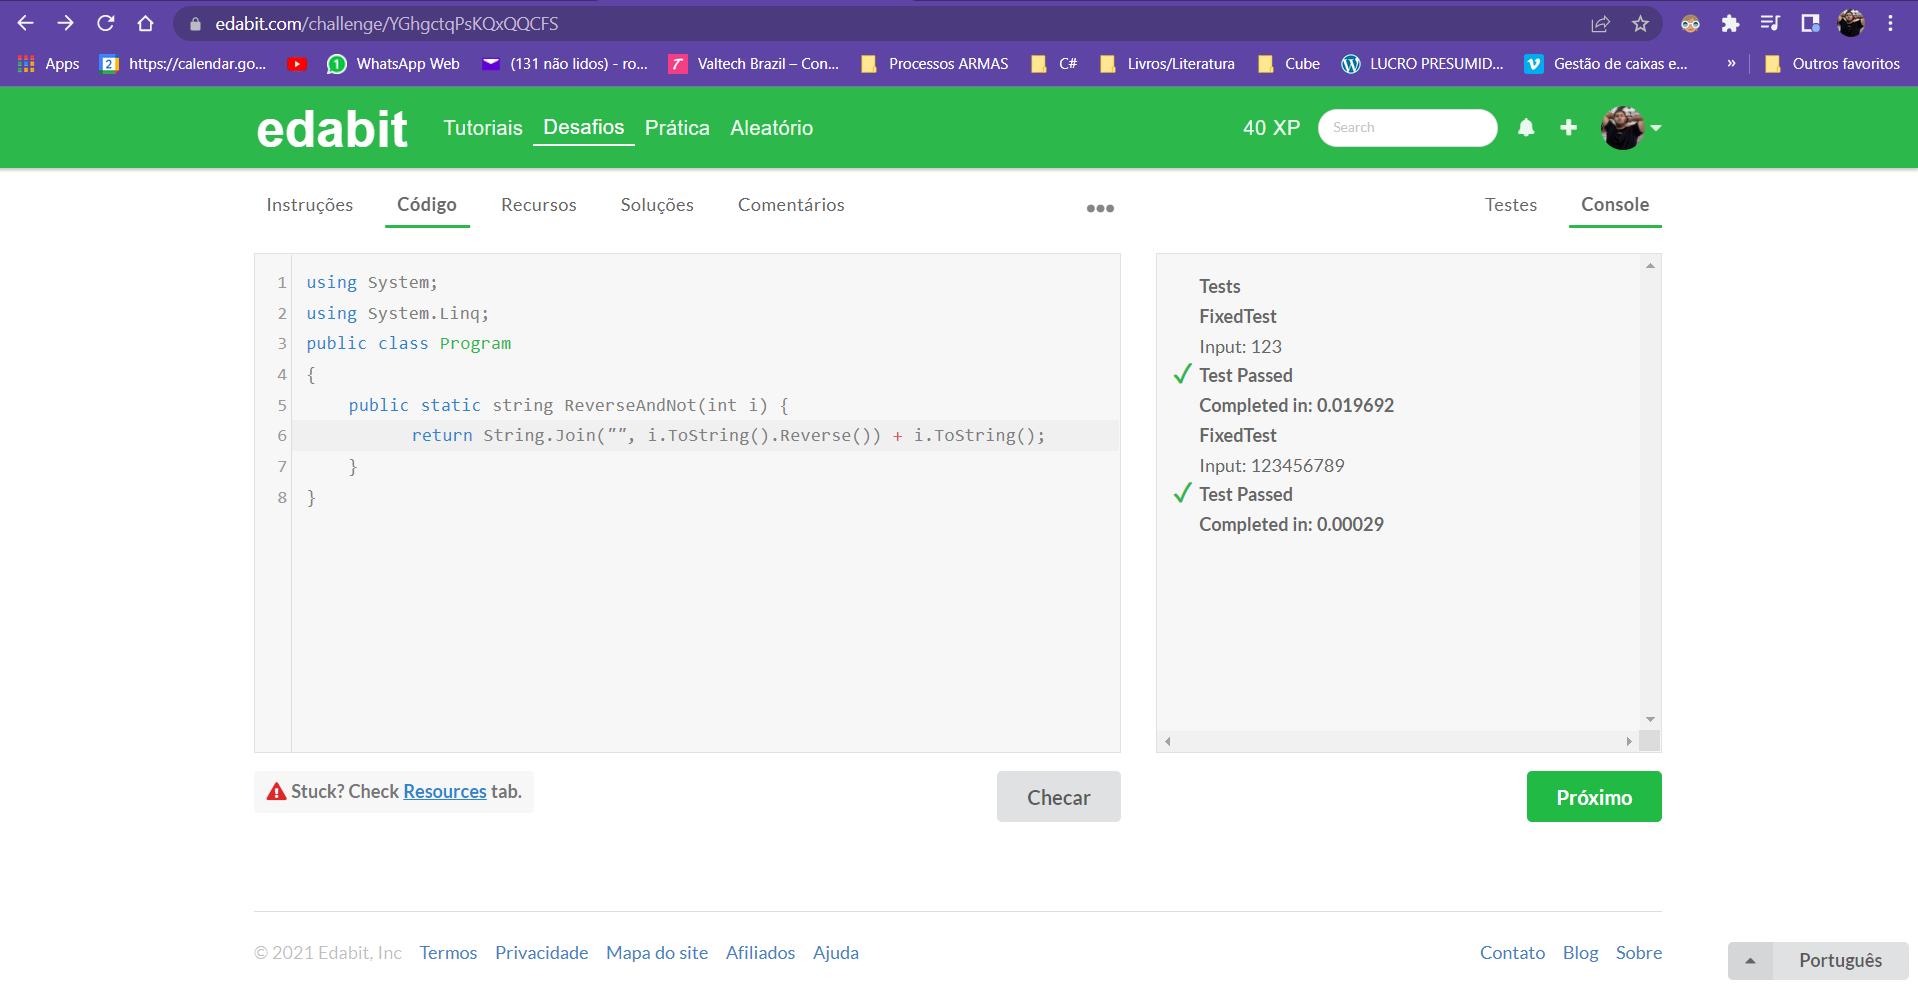 edabit.com/challenge/YGhgctqPsKQxQQCFS
Apps 2 https://calendar.go... 1 WhatsApp Web (131 não lidos) - ro... T Valtech Brazil – Con... Processos ARMAS C# Livros/Literatura Cube LUCRO PRESUMID... Gestão de caixas e... » Outros favoritos
edabit Tutoriais Desafios Prática Aleatório 40 XP Search
Instruções Código Recursos Soluções Comentários ••• Testes Console
1 using System;
2 using System.Linq;
3 public class Program
4 {
5 public static string ReverseAndNot(int i) {
6 return String.Join("", i.ToString().Reverse()) + i.ToString();
7 }
8 }
Tests
FixedTest
Input: 123
Test Passed
Completed in: 0.019692
FixedTest
Input: 123456789
Test Passed
Completed in: 0.00029
Stuck? Check Resources tab.
Checar
Próximo
© 2021 Edabit, Inc Termos Privacidade Mapa do site Afiliados Ajuda Contato Blog Sobre
Português